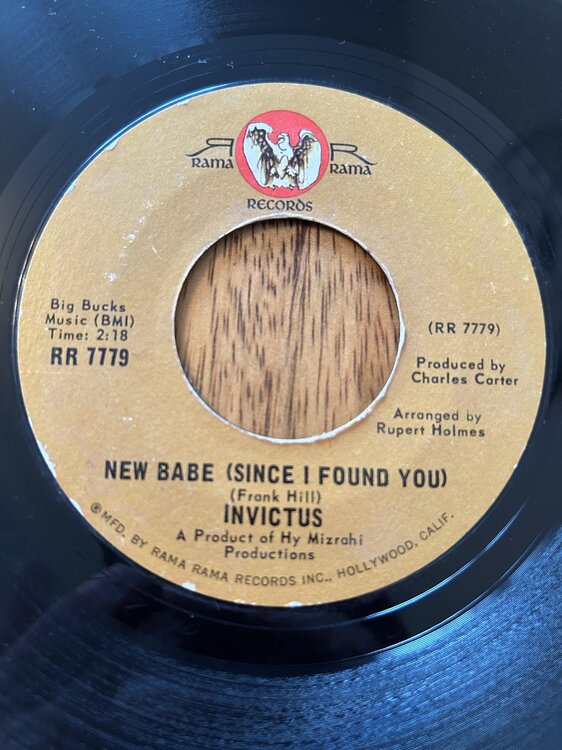 R R
RAMA RAMA
RECORDS
Big Bucks
Music (BMI)
Time: 2:18
RR 7779
(RR 7779)
Produced by
Charles Carter
Arranged by
Rupert Holmes
NEW BABE (SINCE I FOUND YOU)
(Frank Hill)
INVICTUS
A Product of Hy Mizrahi
Productions
® MFD. BY RAMA RAMA RECORDS INC., HOLLYWOOD, CALIF.